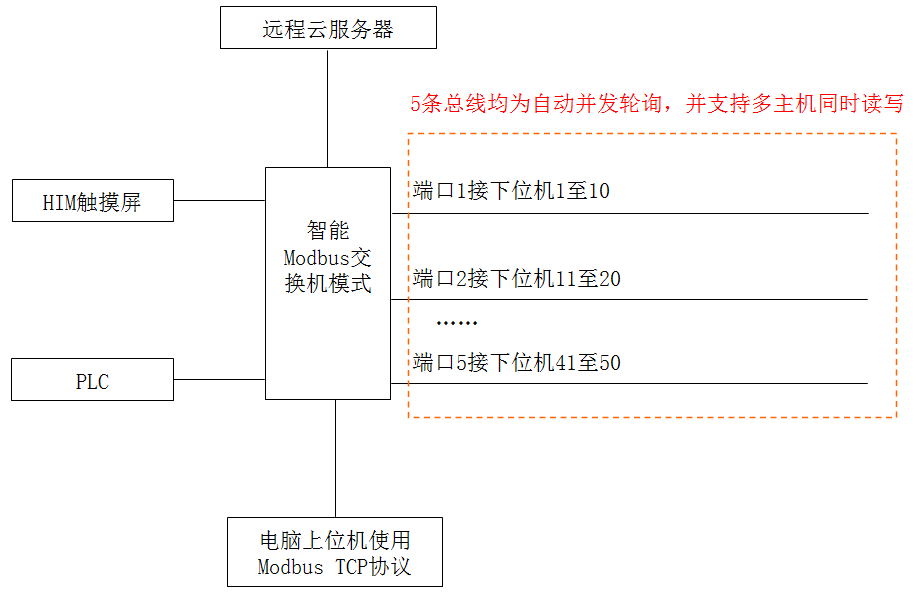 远程云服务器
5条总线均为自动并发轮询，并支持多主机同时读写
HIM触摸屏
智能
Modbus交
换机模式
端口1接下位机1至10
端口2接下位机11至20
······
端口5接下位机41至50
PLC
电脑上位机使用
Modbus TCP协议